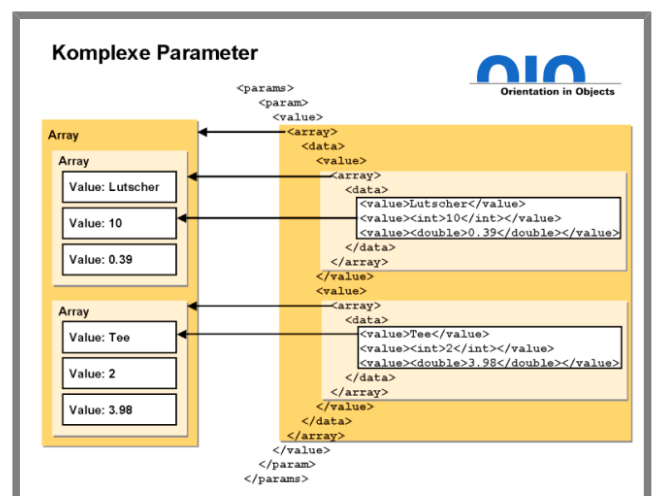 Komplexe Parameter
OIO
Orientation in Objects
Array
Array
Value: Lutscher
Value: 10
Value: 0.39
Array
Value: Tee
Value: 2
Value: 3.98
<params>
<param>
<value>
<array>
<data>
<value>
<array>
<data>
<value>Lutscher</value>
<value><int>10</int></value>
<value><double>0.39</double></value>
</data>
</array>
</value>
<value>
<array>
<data>
<value>Tee</value>
<value><int>2</int></value>
<value><double>3.98</double></value>
</data>
</array>
</value>
</data>
</array>
</value>
</param>
</params>